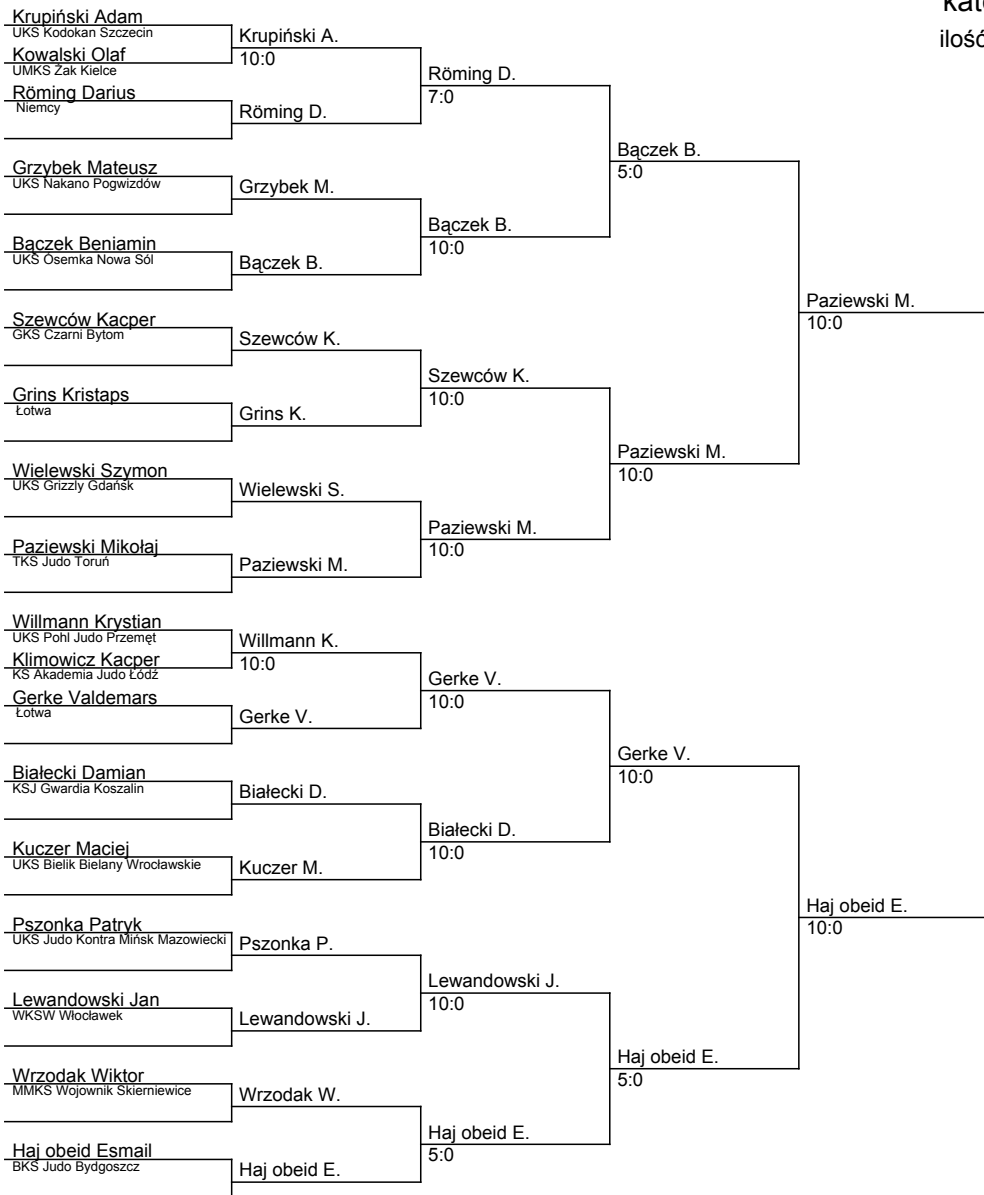 kat
ilość
Krupiński Adam
UKS Kodokan Szczecin
Kowalski Olaf
UMKS Żak Kielce
Röming Darius
Niemcy
Grzybek Mateusz
UKS Nakano Pogwizdów
Bączek Beniamin
UKS Ósemka Nowa Sól
Szewców Kacper
GKS Czarni Bytom
Grins Kristaps
Łotwa
Wielewski Szymon
UKS Grizzly Gdańsk
Paziewski Mikołaj
TKS Judo Toruń
Willmann Krystian
UKS Pohl Judo Przemęt
Klimowicz Kacper
KS Akademia Judo Łódź
Gerke Valdemars
Łotwa
Białecki Damian
KSJ Gwardia Koszalin
Kuczer Maciej
UKS Bielik Bielany Wrocławskie
Pszonka Patryk
UKS Judo Kontra Mińsk Mazowiecki
Lewandowski Jan
WKSW Włocławek
Wrzodak Wiktor
MMKS Wojownik Skierniewice
Haj obeid Esmail
BKS Judo Bydgoszcz
Krupiński A.
10:0
Röming D.
Grzybek M.
Bączek B.
Szewców K.
Grins K.
Wielewski S.
Paziewski M.
Willmann K.
10:0
Gerke V.
Białecki D.
Kuczer M.
Pszonka P.
Lewandowski J.
Wrzodak W.
Haj obeid E.
Röming D.
7:0
Bączek B.
10:0
Szewców K.
10:0
Paziewski M.
10:0
Gerke V.
10:0
Białecki D.
10:0
Lewandowski J.
10:0
Haj obeid E.
5:0
Bączek B.
5:0
Paziewski M.
10:0
Gerke V.
10:0
Haj obeid E.
5:0
Paziewski M.
10:0
Haj obeid E.
10:0